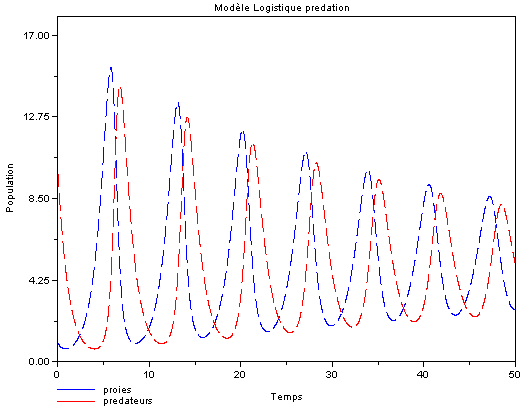 Modèle Logistique predation
Population
17.00
12.75
8.50
4.25
0.00
0 10 20 30 40 50
Temps
proies
predateurs